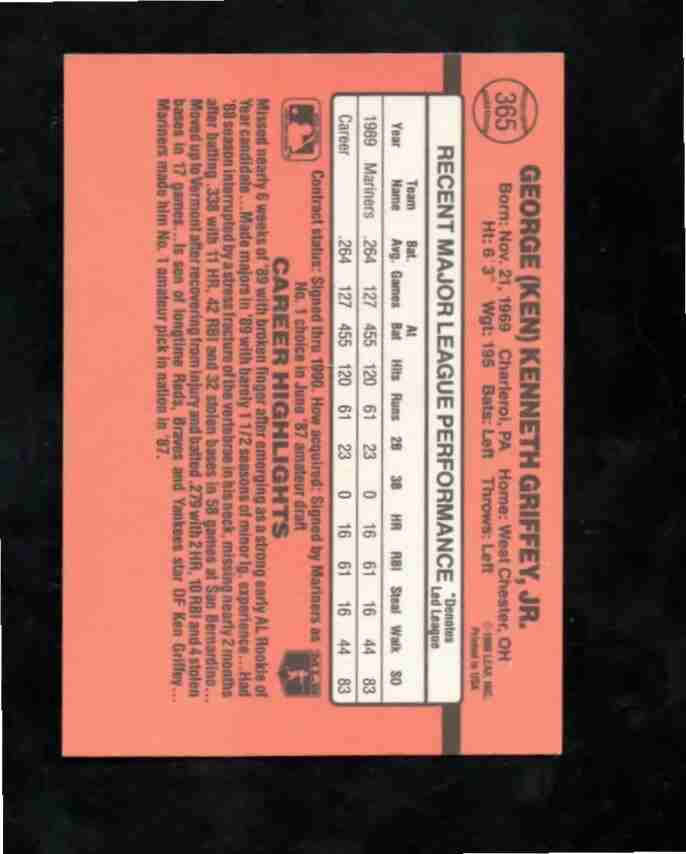 365
GEORGE (KEN) KENNETH GRIFFEY, JR.
Born: Nov. 21, 1969 Charleroi, PA Home: West Chester, OH
Ht: 6' 3" Wgt: 195 Bats: Left Throws: Left
LEAF, INC.
Printed in USA
RECENT MAJOR LEAGUE PERFORMANCE *Denotes Led League
Year Team Name Bat. Avg. Games At Bat Hits Runs 2B 3B HR RBI Steal Walk SO
1989 Mariners .264 127 455 120 61 23 0 16 61 16 44 83
Career .264 127 455 120 61 23 0 16 61 16 44 83
Contract status: Signed thru 1990. How acquired: Signed by Mariners as
No. 1 choice in June '87 amateur draft
CAREER HIGHLIGHTS
Missed nearly 6 weeks of '89 with broken finger after emerging as a strong early AL Rookie of
Year candidate...Made majors in '89 with barely 1 1/2 seasons of minor lg. experience...Had
'88 season interrupted by a stress fracture of the vertabrae in his neck, missing nearly 2 months
after batting .338 with 11 HR, 42 RBI and 32 stolen bases in 58 games at San Bernardino...
Moved up to Vermont after recovering from injury and batted .279 with 2 HR, 10 RBI and 4 stolen
bases in 17 games...Is son of longtime Reds, Braves and Yankees star OF Ken Griffey...
Mariners made him No. 1 amateur pick in nation in '87.